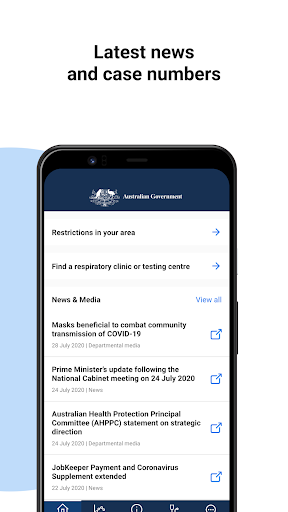 Latest news
and case numbers
Australian Government
Restrictions in your area
Find a respiratory clinic or testing centre
News & Media
View all
Masks beneficial to combat community
transmission of COVID-19
28 July 2020 | Departmental media
Prime Minister's update following the
National Cabinet meeting on 24 July 2020
24 July 2020 | News
Australian Health Protection Principal
Committee (AHPPC) statement on strategic
direction
24 July 2020 | Departmental media
JobKeeper Payment and Coronavirus
Supplement extended
22 July 2020 | News